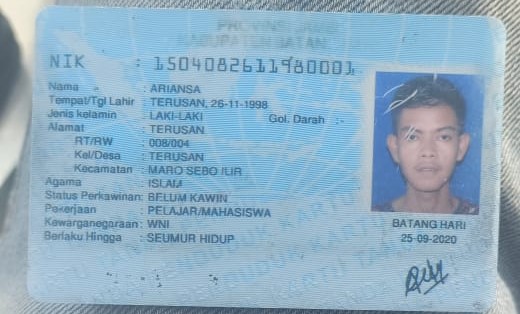 PROVINSI JAMBI
KABUPATEN BATANG HARI
NIK : 1504082611980001
Nama : ARIANSA
Tempat/Tgl Lahir : TERUSAN, 26-11-1998
Jenis kelamin : LAKI-LAKI Gol. Darah : -
Alamat : TERUSAN
RT/RW : 008/004
Kel/Desa : TERUSAN
Kecamatan : MARO SEBO ILIR
Agama : ISLAM
Status Perkawinan: BELUM KAWIN
Pekerjaan : PELAJAR/MAHASISWA
Kewarganegaraan : WNI
Berlaku Hingga : SEUMUR HIDUP
BATANG HARI
25-09-2020